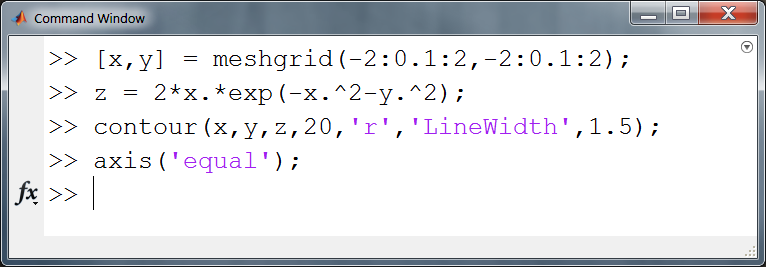 Command Window
>> [x,y] = meshgrid(-2:0.1:2,-2:0.1:2);
>> z = 2*x.*exp(-x.^2-y.^2);
>> contour(x,y,z,20,'r','LineWidth',1.5);
>> axis('equal');
fx >>